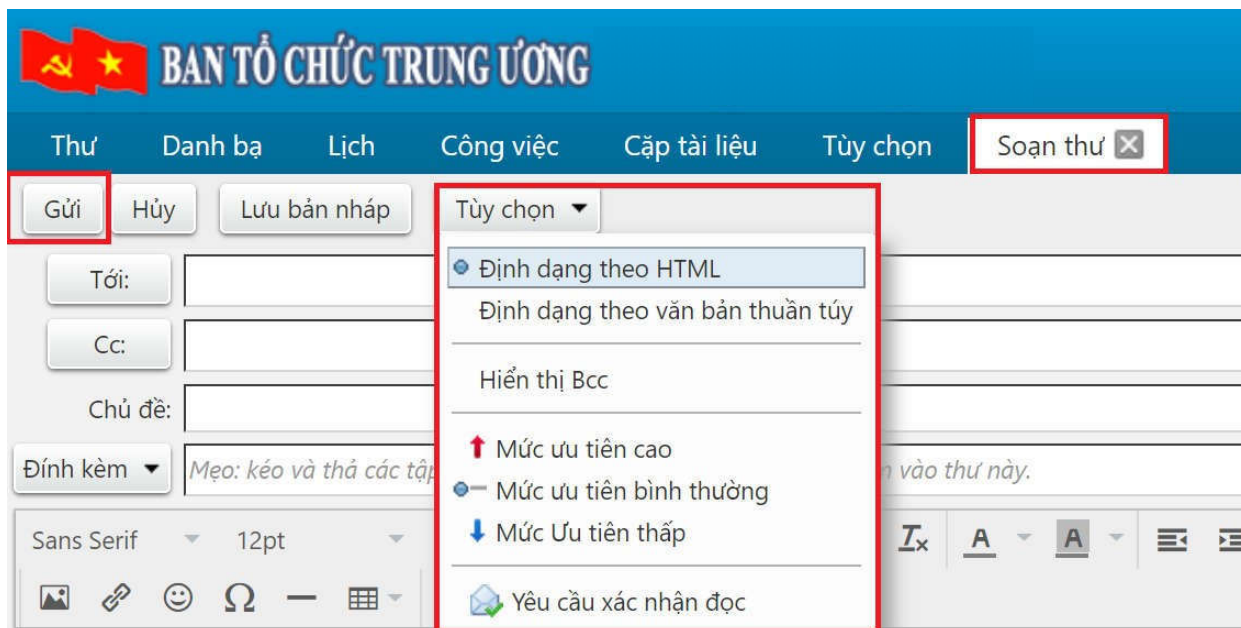 BAN TỔ CHỨC TRUNG ƯƠNG
Thư Danh bạ Lịch Công việc Cặp tài liệu Tùy chọn Soạn thư
Gửi Hủy Lưu bản nháp Tùy chọn
Tới:
Định dạng theo HTML
Định dạng theo văn bản thuần túy
Cc:
Hiển thị Bcc
Chủ đề:
Mức ưu tiên cao
Đính kèm Mẹo: kéo và thả các vào thư này.
Mức ưu tiên bình thường
Mức Ưu tiên thấp
Sans Serif 12pt
Yêu cầu xác nhận đọc